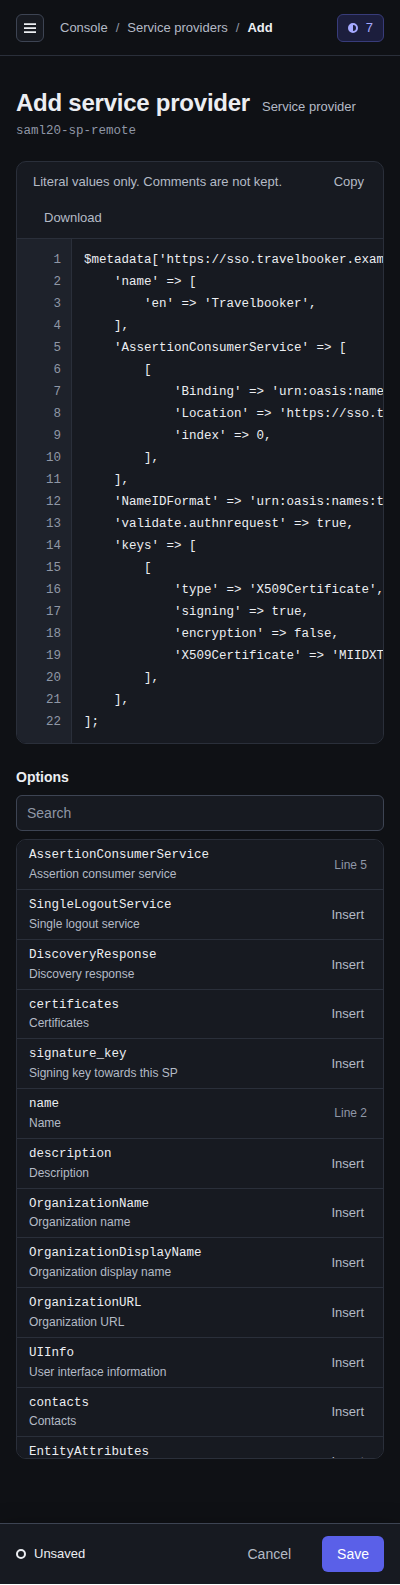 Console / Service providers / Add 7
Add service provider Service provider
saml20-sp-remote
Literal values only. Comments are not kept. Copy
Download
1 $metadata['https://sso.travelbooker.exam
2 'name' => [
3 'en' => 'Travelbooker',
4 ],
5 'AssertionConsumerService' => [
6 [
7 'Binding' => 'urn:oasis:name
8 'Location' => 'https://sso.t
9 'index' => 0,
10 ],
11 ],
12 'NameIDFormat' => 'urn:oasis:names:t
13 'validate.authnrequest' => true,
14 'keys' => [
15 [
16 'type' => 'X509Certificate',
17 'signing' => true,
18 'encryption' => false,
19 'X509Certificate' => 'MIIDXT
20 ],
21 ],
22 ];
Options
Search
AssertionConsumerService
Assertion consumer service Line 5
SingleLogoutService
Single logout service Insert
DiscoveryResponse
Discovery response Insert
certificates
Certificates Insert
signature_key
Signing key towards this SP Insert
name
Name Line 2
description
Description Insert
OrganizationName
Organization name Insert
OrganizationDisplayName
Organization display name Insert
OrganizationURL
Organization URL Insert
UIInfo
User interface information Insert
contacts
Contacts Insert
EntityAttributes
Unsaved Cancel Save